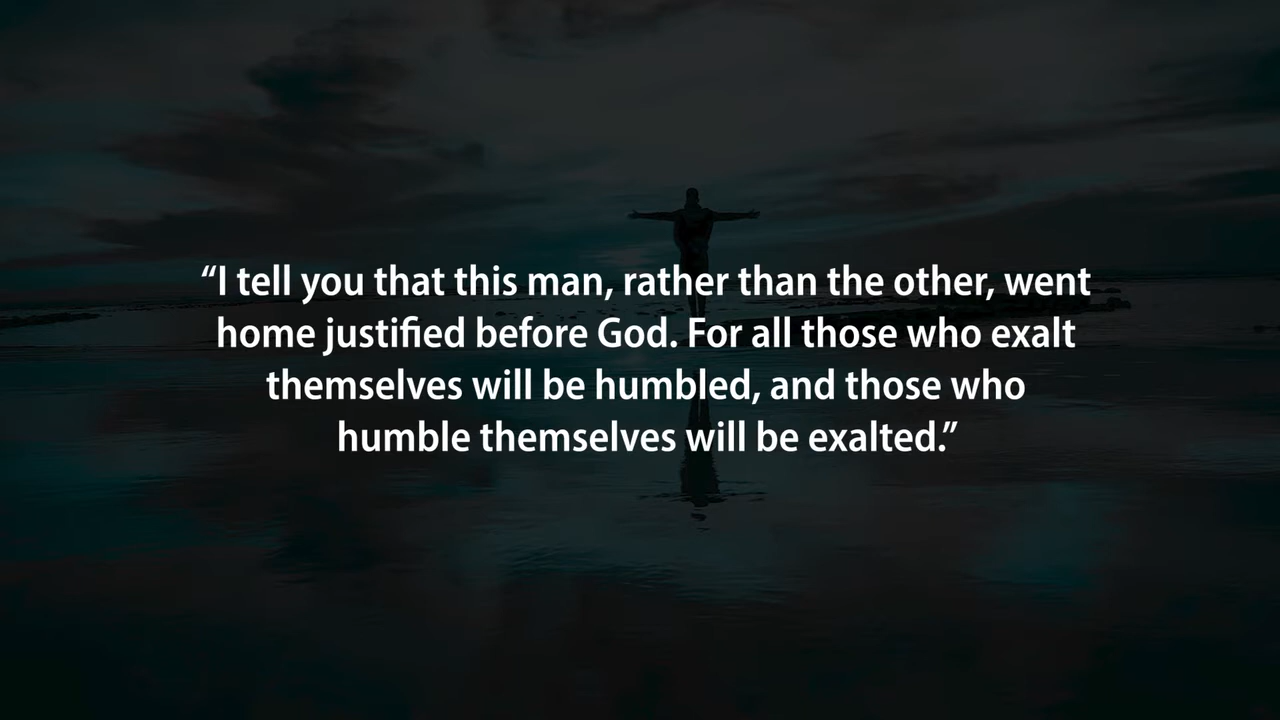 “I tell you that this man, rather than the other, went
home justified before God. For all those who exalt
themselves will be humbled, and those who
humble themselves will be exalted.”